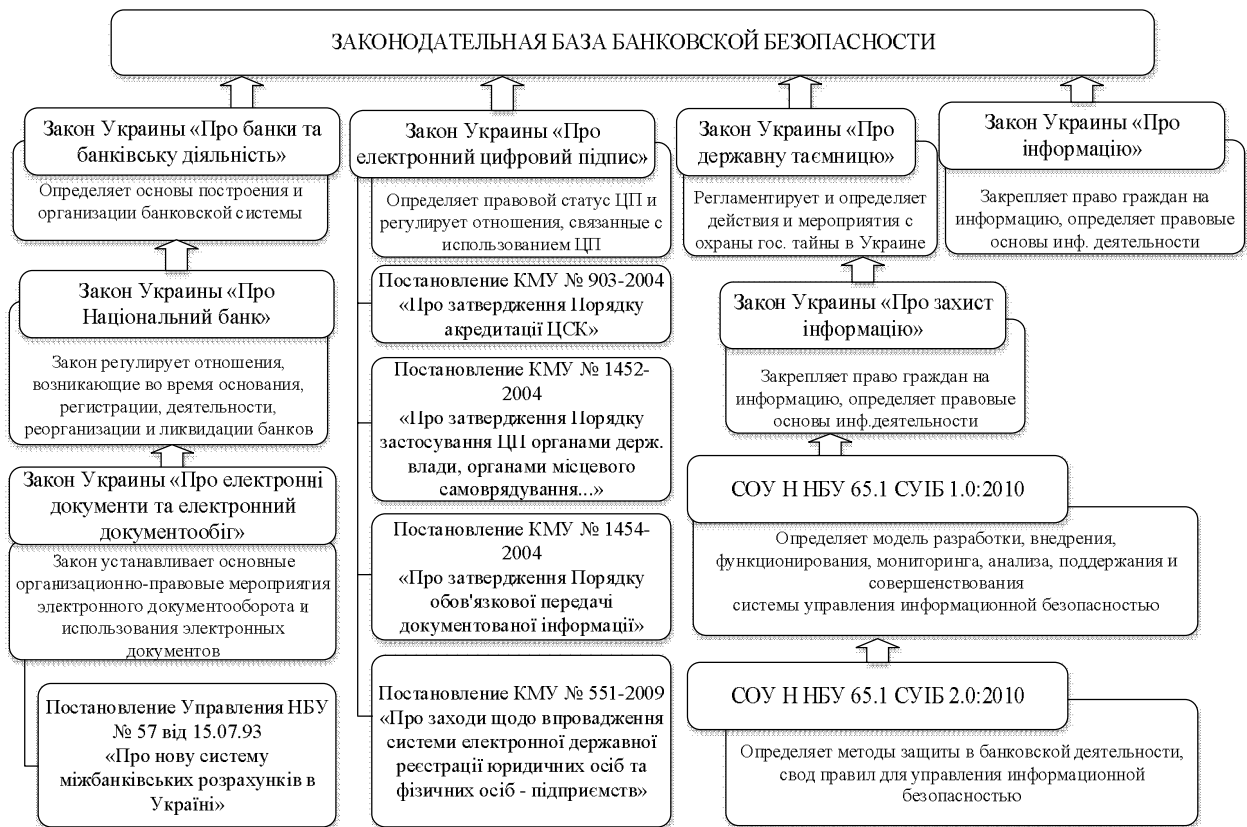 ЗАКОНОДАТЕЛЬНАЯ БАЗА БАНКОВСКОЙ БЕЗОПАСНОСТИ
Закон Украины «Про банки та
банківську діяльність»
Определяет основы построения и
организации банковской системы
Закон Украины «Про
Національний банк»
Закон регулирует отношения,
возникающие во время основания,
регистрации, деятельности,
реорганизации и ликвидации банков
Закон Украины «Про електронні
документи та електронний
документообіг»
Закон устанавливает основные
организационно-правовые мероприятия
электронного документооборота и
использования электронных
документов
Постановление Управления НБУ
№ 57 від 15.07.93
«Про нову систему
міжбанківських розрахунків в
Україні»
Закон Украины «Про
електронний цифровий підпис»
Определяет правовой статус ЦП и
регулирует отношения, связанные с
использованием ЦП
Постановление КМУ № 903-2004
«Про затвердження Порядку
акредитації ЦСК»
Постановление КМУ № 1452-
2004
«Про затвердження Порядку
застосування ЦП органами держ.
влади, органами місцевого
самоврядування...»
Постановление КМУ № 1454-
2004
«Про затвердження Порядку
обов'язкової передачі
документованої інформації»
Постановление КМУ № 551-2009
«Про заходи щодо впровадження
системи електронної державної
реєстрації юридичних осіб та
фізичних осіб - підприємств»
Закон Украины «Про
державну таємницю»
Регламентирует и определяет
действия и мероприятия с
охраны гос. тайны в Украине
Закон Украины «Про захист
інформацію»
Закрепляет право граждан на
информацию, определяет правовые
основы инф.деятельности
СОУ Н НБУ 65.1 СУІБ 1.0:2010
Определяет модель разработки, внедрения,
функционирования, мониторинга, анализа, поддержания и
совершенствования
системы управления информационной безопасностью
СОУ Н НБУ 65.1 СУІБ 2.0:2010
Определяет методы защиты в банковской деятельности,
свод правил для управления информационной
безопасностью
Закон Украины «Про
інформацію»
Закрепляет право граждан на
информацию, определяет правовые
основы инф. деятельности